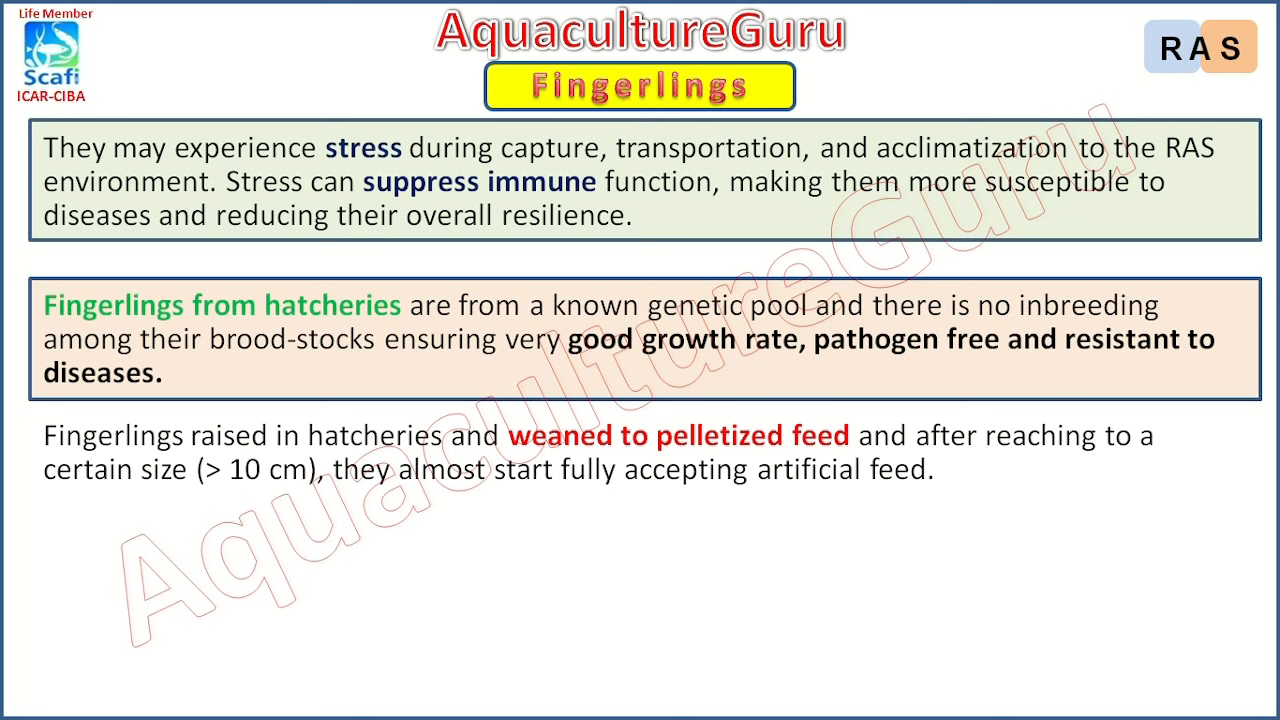 Life Member
AquacultureGuru
R A S
Scafi
ICAR-CIBA
Fingerlings
They may experience stress during capture, transportation, and acclimatization to the RAS
environment. Stress can suppress immune function, making them more susceptible to
diseases and reducing their overall resilience.
Fingerlings from hatcheries are from a known genetic pool and there is no inbreeding
among their brood-stocks ensuring very good growth rate, pathogen free and resistant to
diseases.
Fingerlings raised in hatcheries and weaned to pelletized feed and after reaching to a
certain size (> 10 cm), they almost start fully accepting artificial feed.
AquacultureGuru